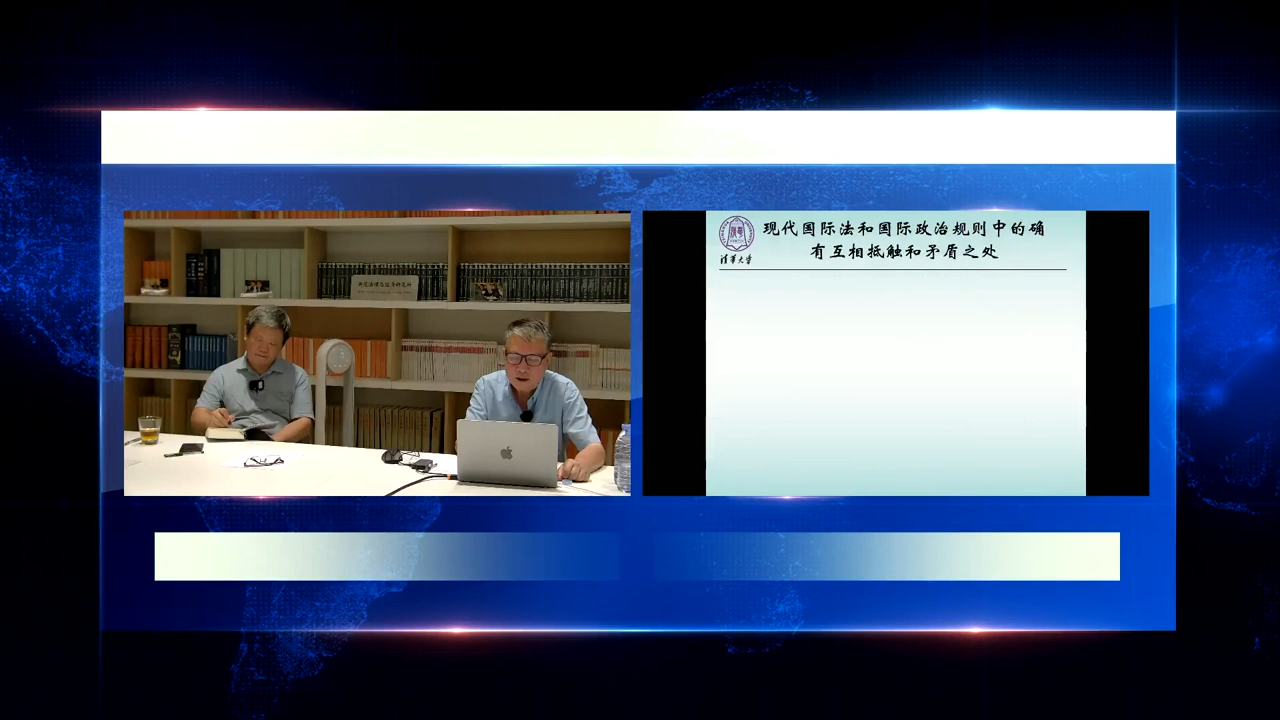 现代国际法和国际政治规则中的确
有互相抵触和矛盾之处
清华大学